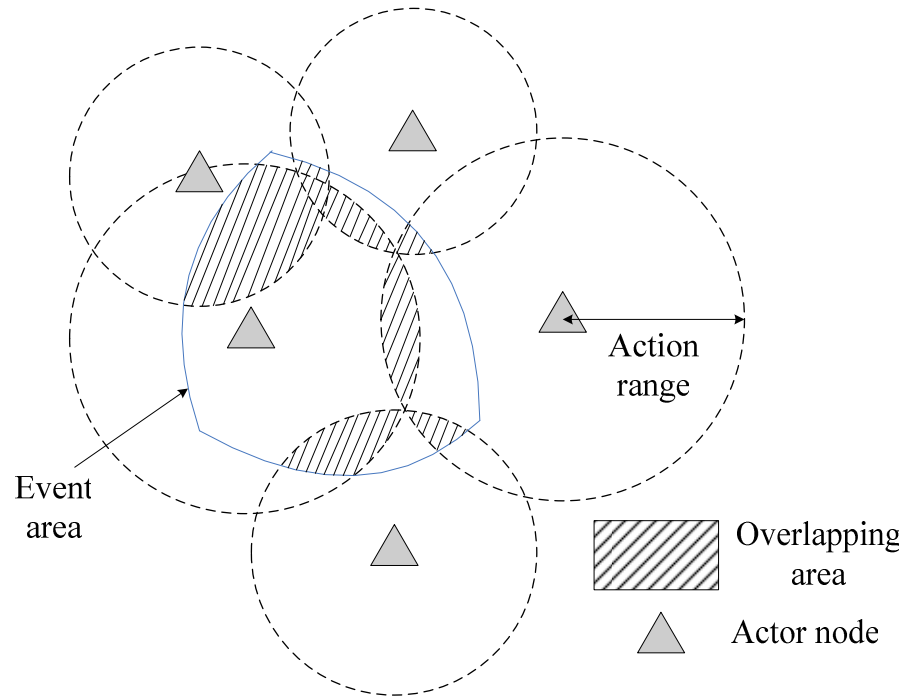 Action
range
Event
area
Overlapping
area
Actor node